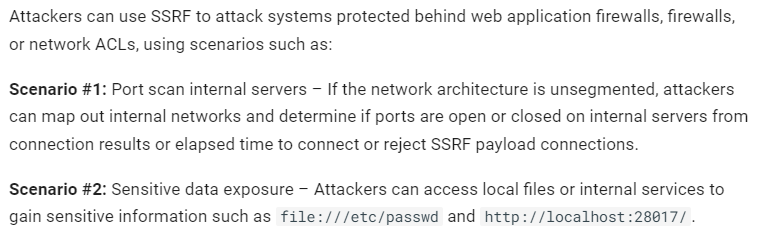 Attackers can use SSRF to attack systems protected behind web application firewalls, firewalls,
or network ACLs, using scenarios such as:
Scenario #1: Port scan internal servers – If the network architecture is unsegmented, attackers
can map out internal networks and determine if ports are open or closed on internal servers from
connection results or elapsed time to connect or reject SSRF payload connections.
Scenario #2: Sensitive data exposure – Attackers can access local files or internal services to
gain sensitive information such as file:///etc/passwd and http://localhost:28017/.